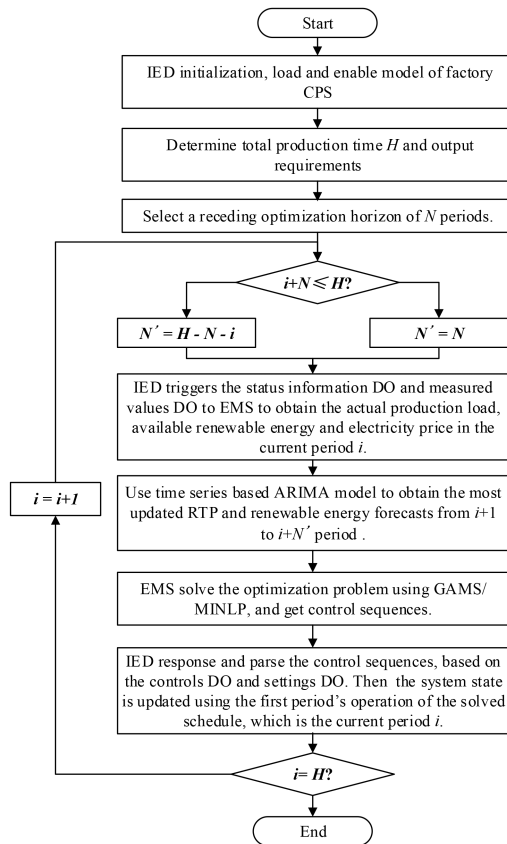 Start
IED initialization, load and enable model of factory
CPS
Determine total production time H and output
requirements
Select a receding optimization horizon of N periods.
i+N ⩽ H?
N′ = H - N - i
N′ = N
IED triggers the status information DO and measured
values DO to EMS to obtain the actual production load,
available renewable energy and electricity price in the
current period i.
i = i+1
Use time series based ARIMA model to obtain the most
updated RTP and renewable energy forecasts from i+1
to i+N′ period .
EMS solve the optimization problem using GAMS/
MINLP, and get control sequences.
IED response and parse the control sequences, based on
the controls DO and settings DO. Then the system state
is updated using the first period’s operation of the solved
schedule, which is the current period i.
i= H?
End